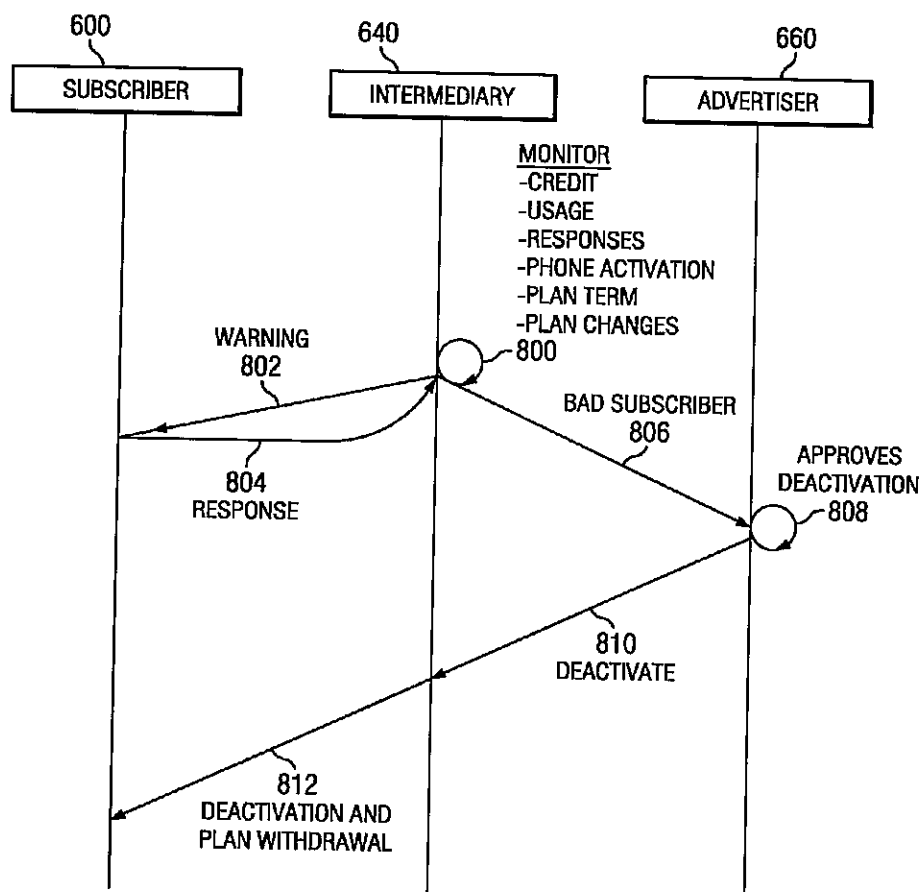 600
640
660
SUBSCRIBER
INTERMEDIARY
ADVERTISER
MONITOR
-CREDIT
-USAGE
-RESPONSES
-PHONE ACTIVATION
-PLAN TERM
-PLAN CHANGES
800
WARNING
802
804
RESPONSE
BAD SUBSCRIBER
806
APPROVES
DEACTIVATION
808
810
DEACTIVATE
812
DEACTIVATION AND
PLAN WITHDRAWAL